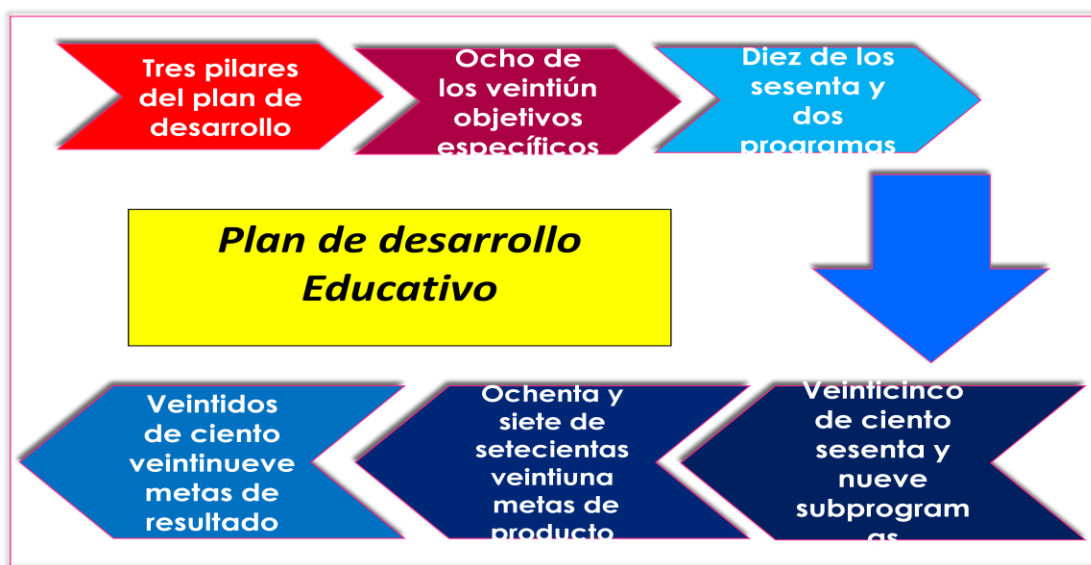 Tres pilares
del plan de
desarrollo
Ocho de
los veintiún
objetivos
específicos
Diez de los
sesenta y
dos
programas
Plan de desarrollo
Educativo
Veinticinco
de ciento
sesenta y
nueve
subprogram
as
Ochenta y
siete de
setecientas
veintiuna
metas de
producto
Veintidos
de ciento
veintinueve
metas de
resultado